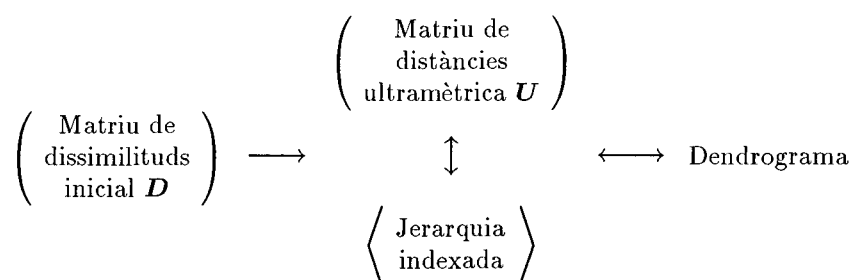 Matriu de
distàncies
ultramètrica U
Matriu de
dissimilituds
inicial D
Dendrograma
Jerarquia
indexada